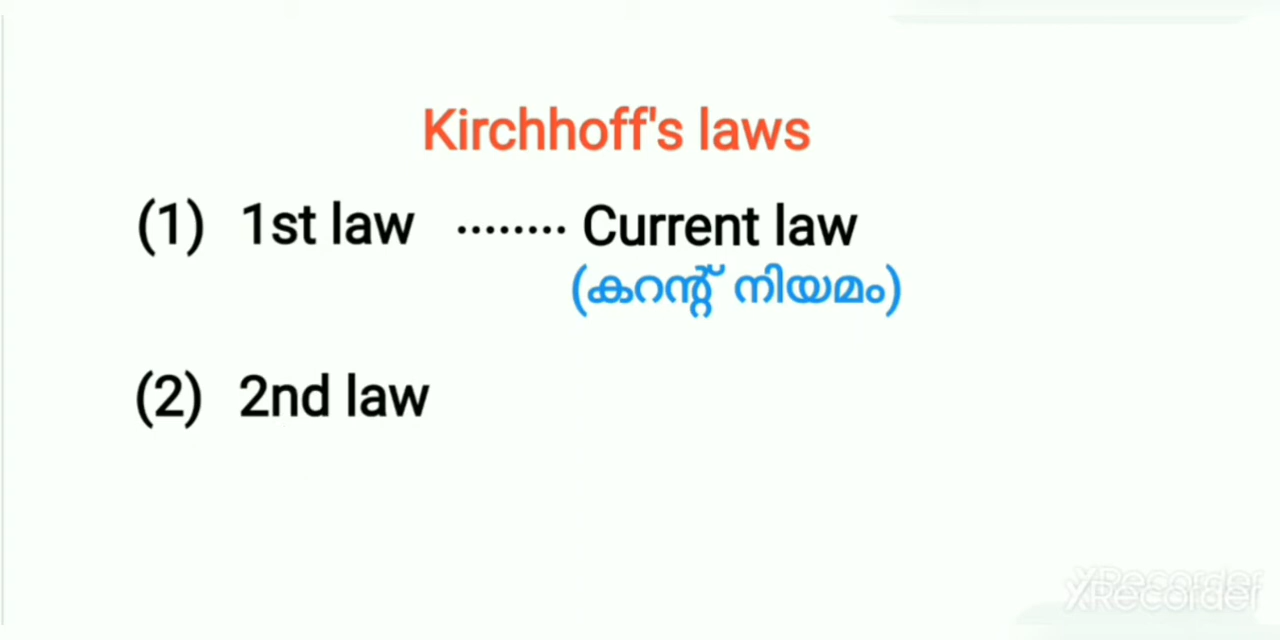 Kirchhoff's laws
(1) 1st law ........ Current law
(കറന്റ് നിയമം)
(2) 2nd law
XRecorder